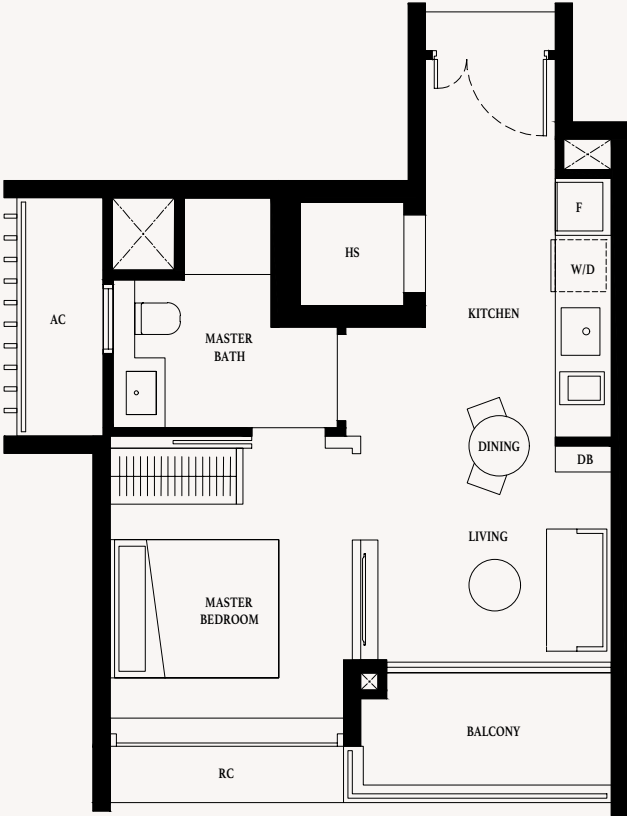 F
HS
W/D
KITCHEN
AC
MASTER
BATH
DINING
DB
LIVING
MASTER
BEDROOM
BALCONY
RC